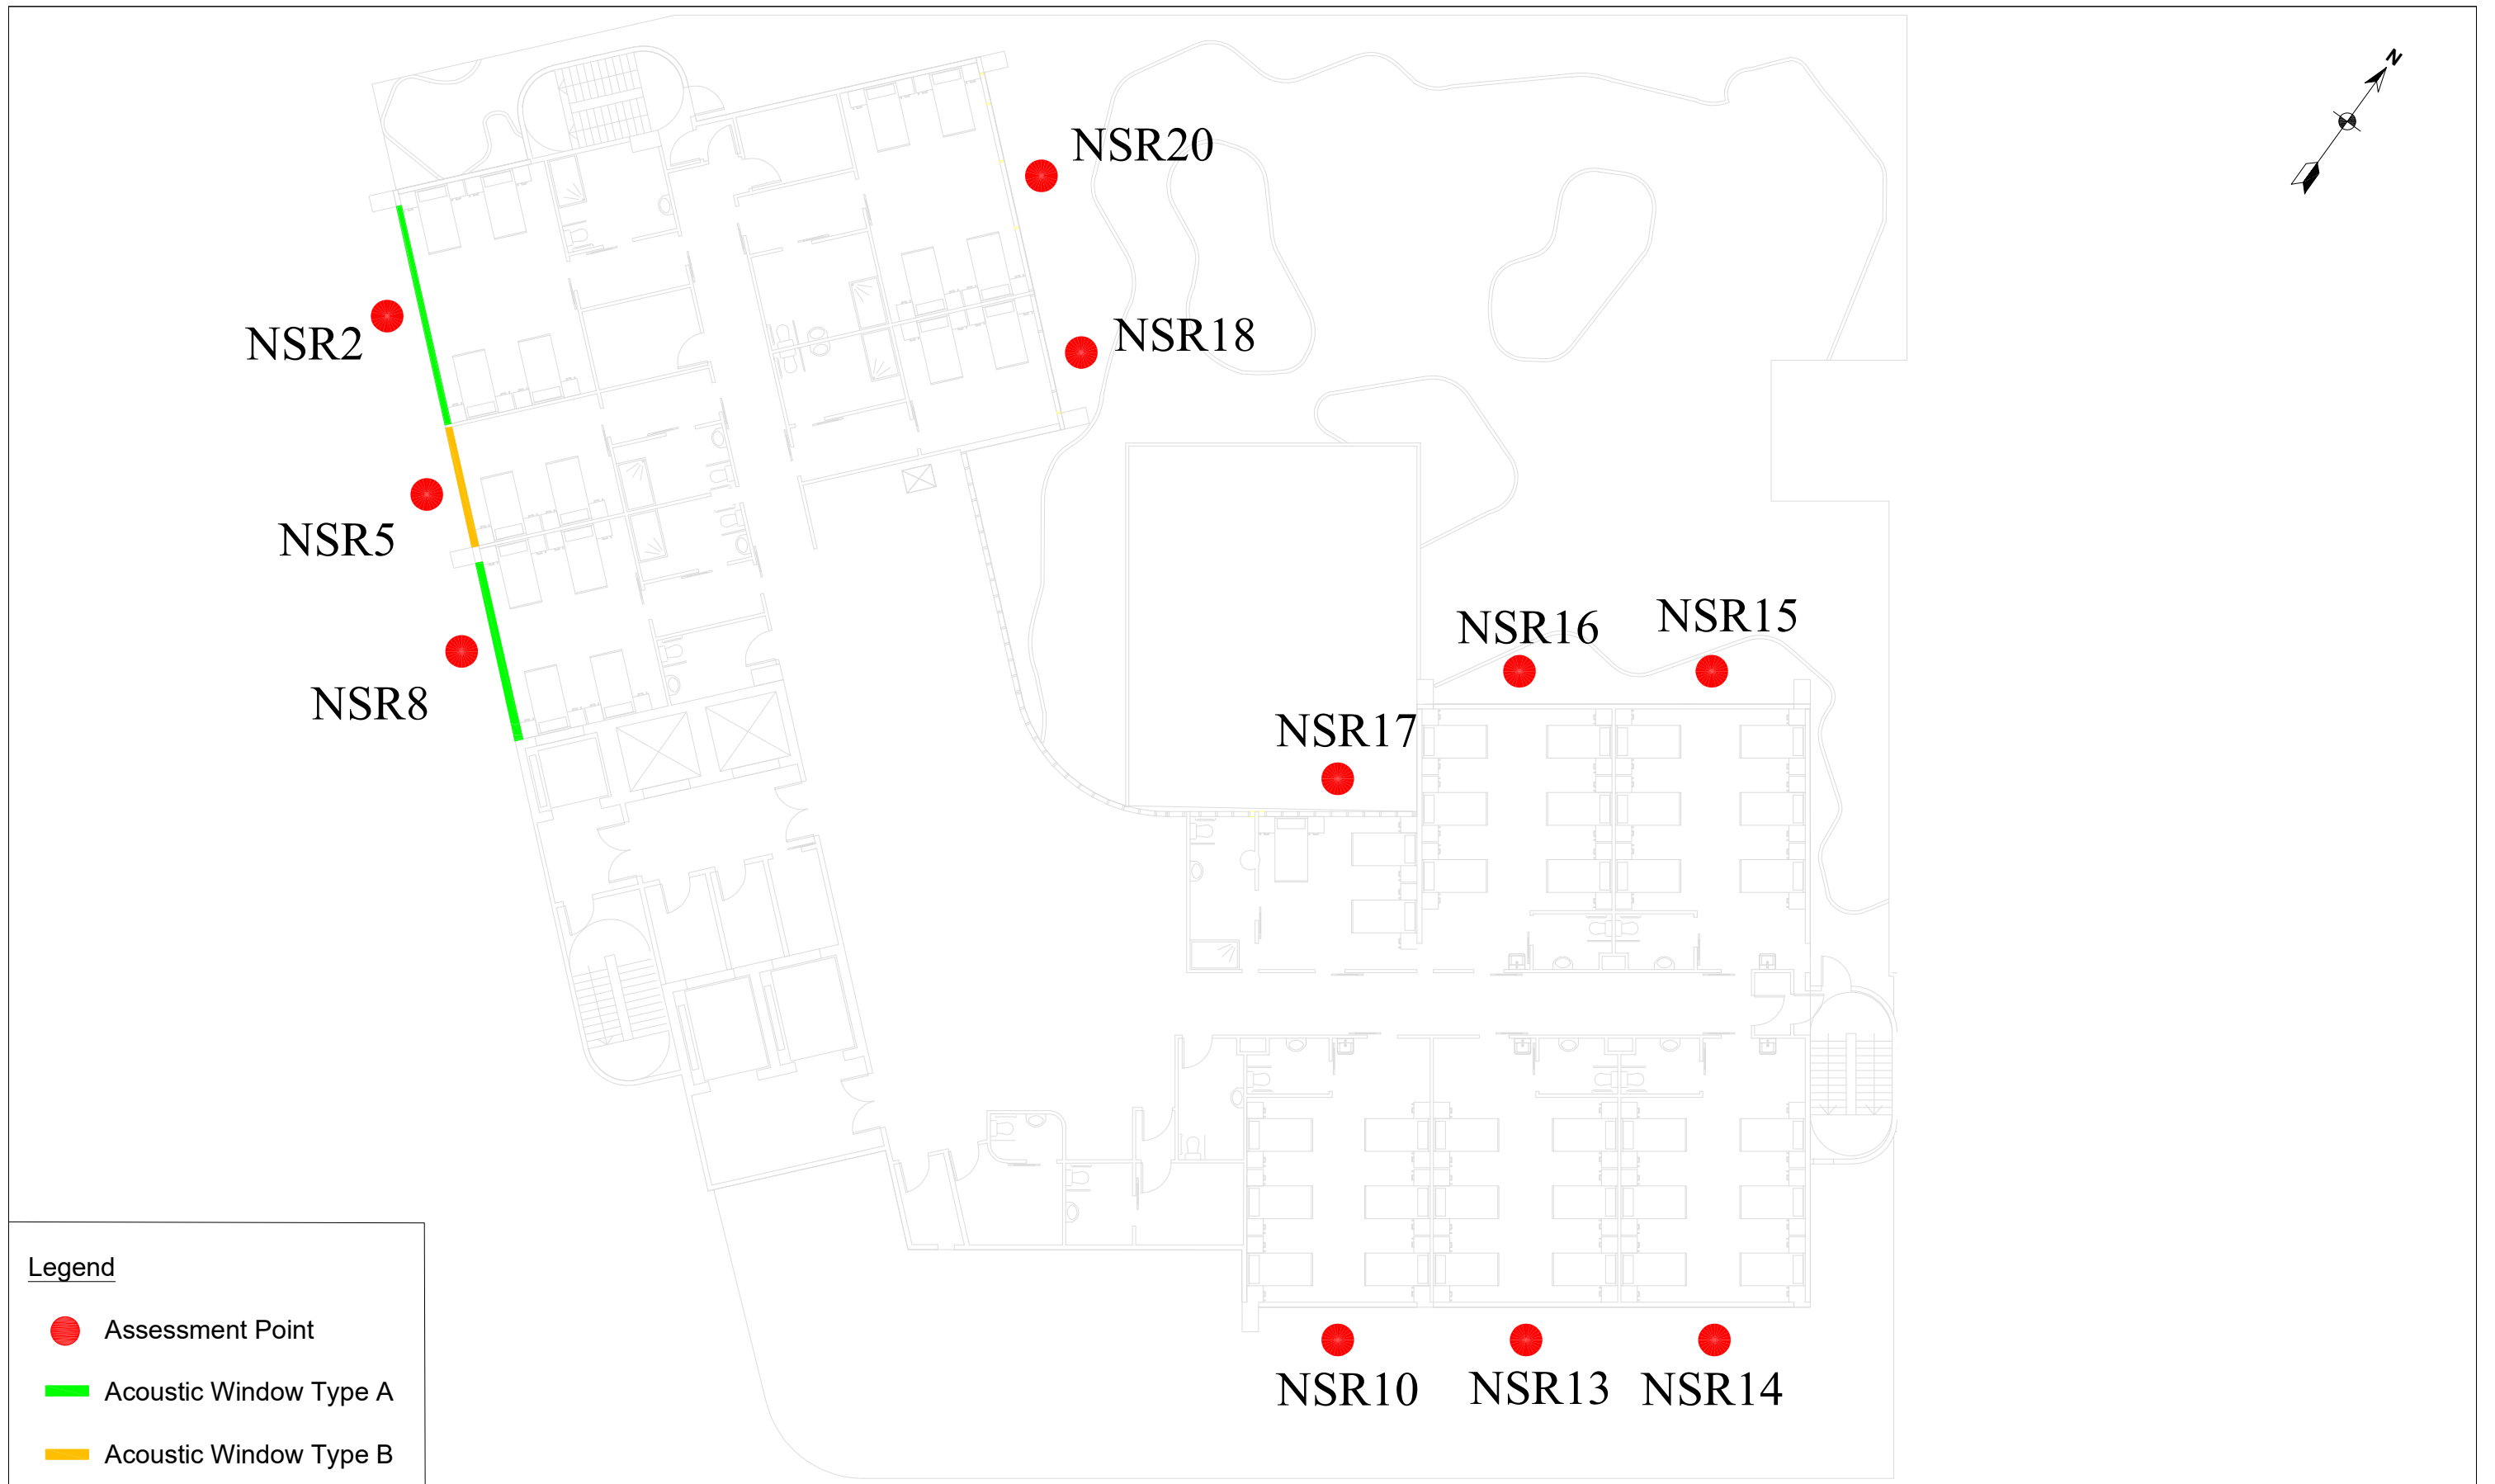 N
NSR20
NSR2
NSR18
NSR5
NSR16
NSR15
NSR8
NSR17
NSR10
NSR13
NSR14
Legend
Assessment Point
Acoustic Window Type A
Acoustic Window Type B